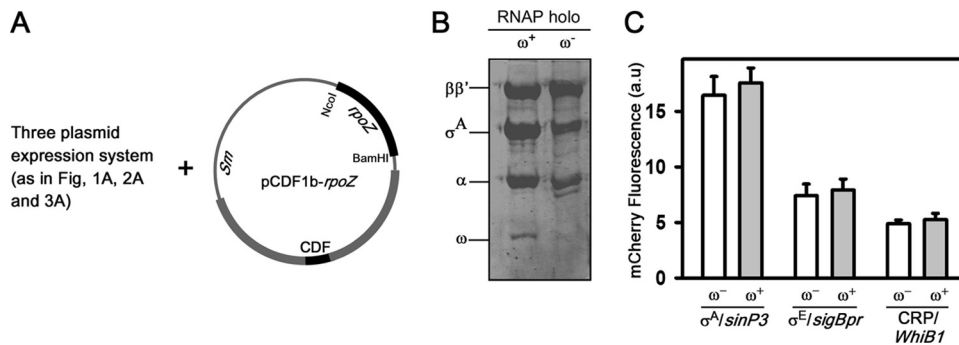 A
Three plasmid
expression system
(as in Fig, 1A, 2A
and 3A)
+
NcoI
rpoZ
BamHI
Sm
pCDF1b-rpoZ
CDF
B
RNAP holo
ω+ ω-
ββ'
σA
α
ω
C
mCherry Fluorescence (a.u)
15
10
5
0
ω− ω+ ω− ω+ ω− ω+
σA/sinP3 σE/sigBpr CRP/
WhiB1